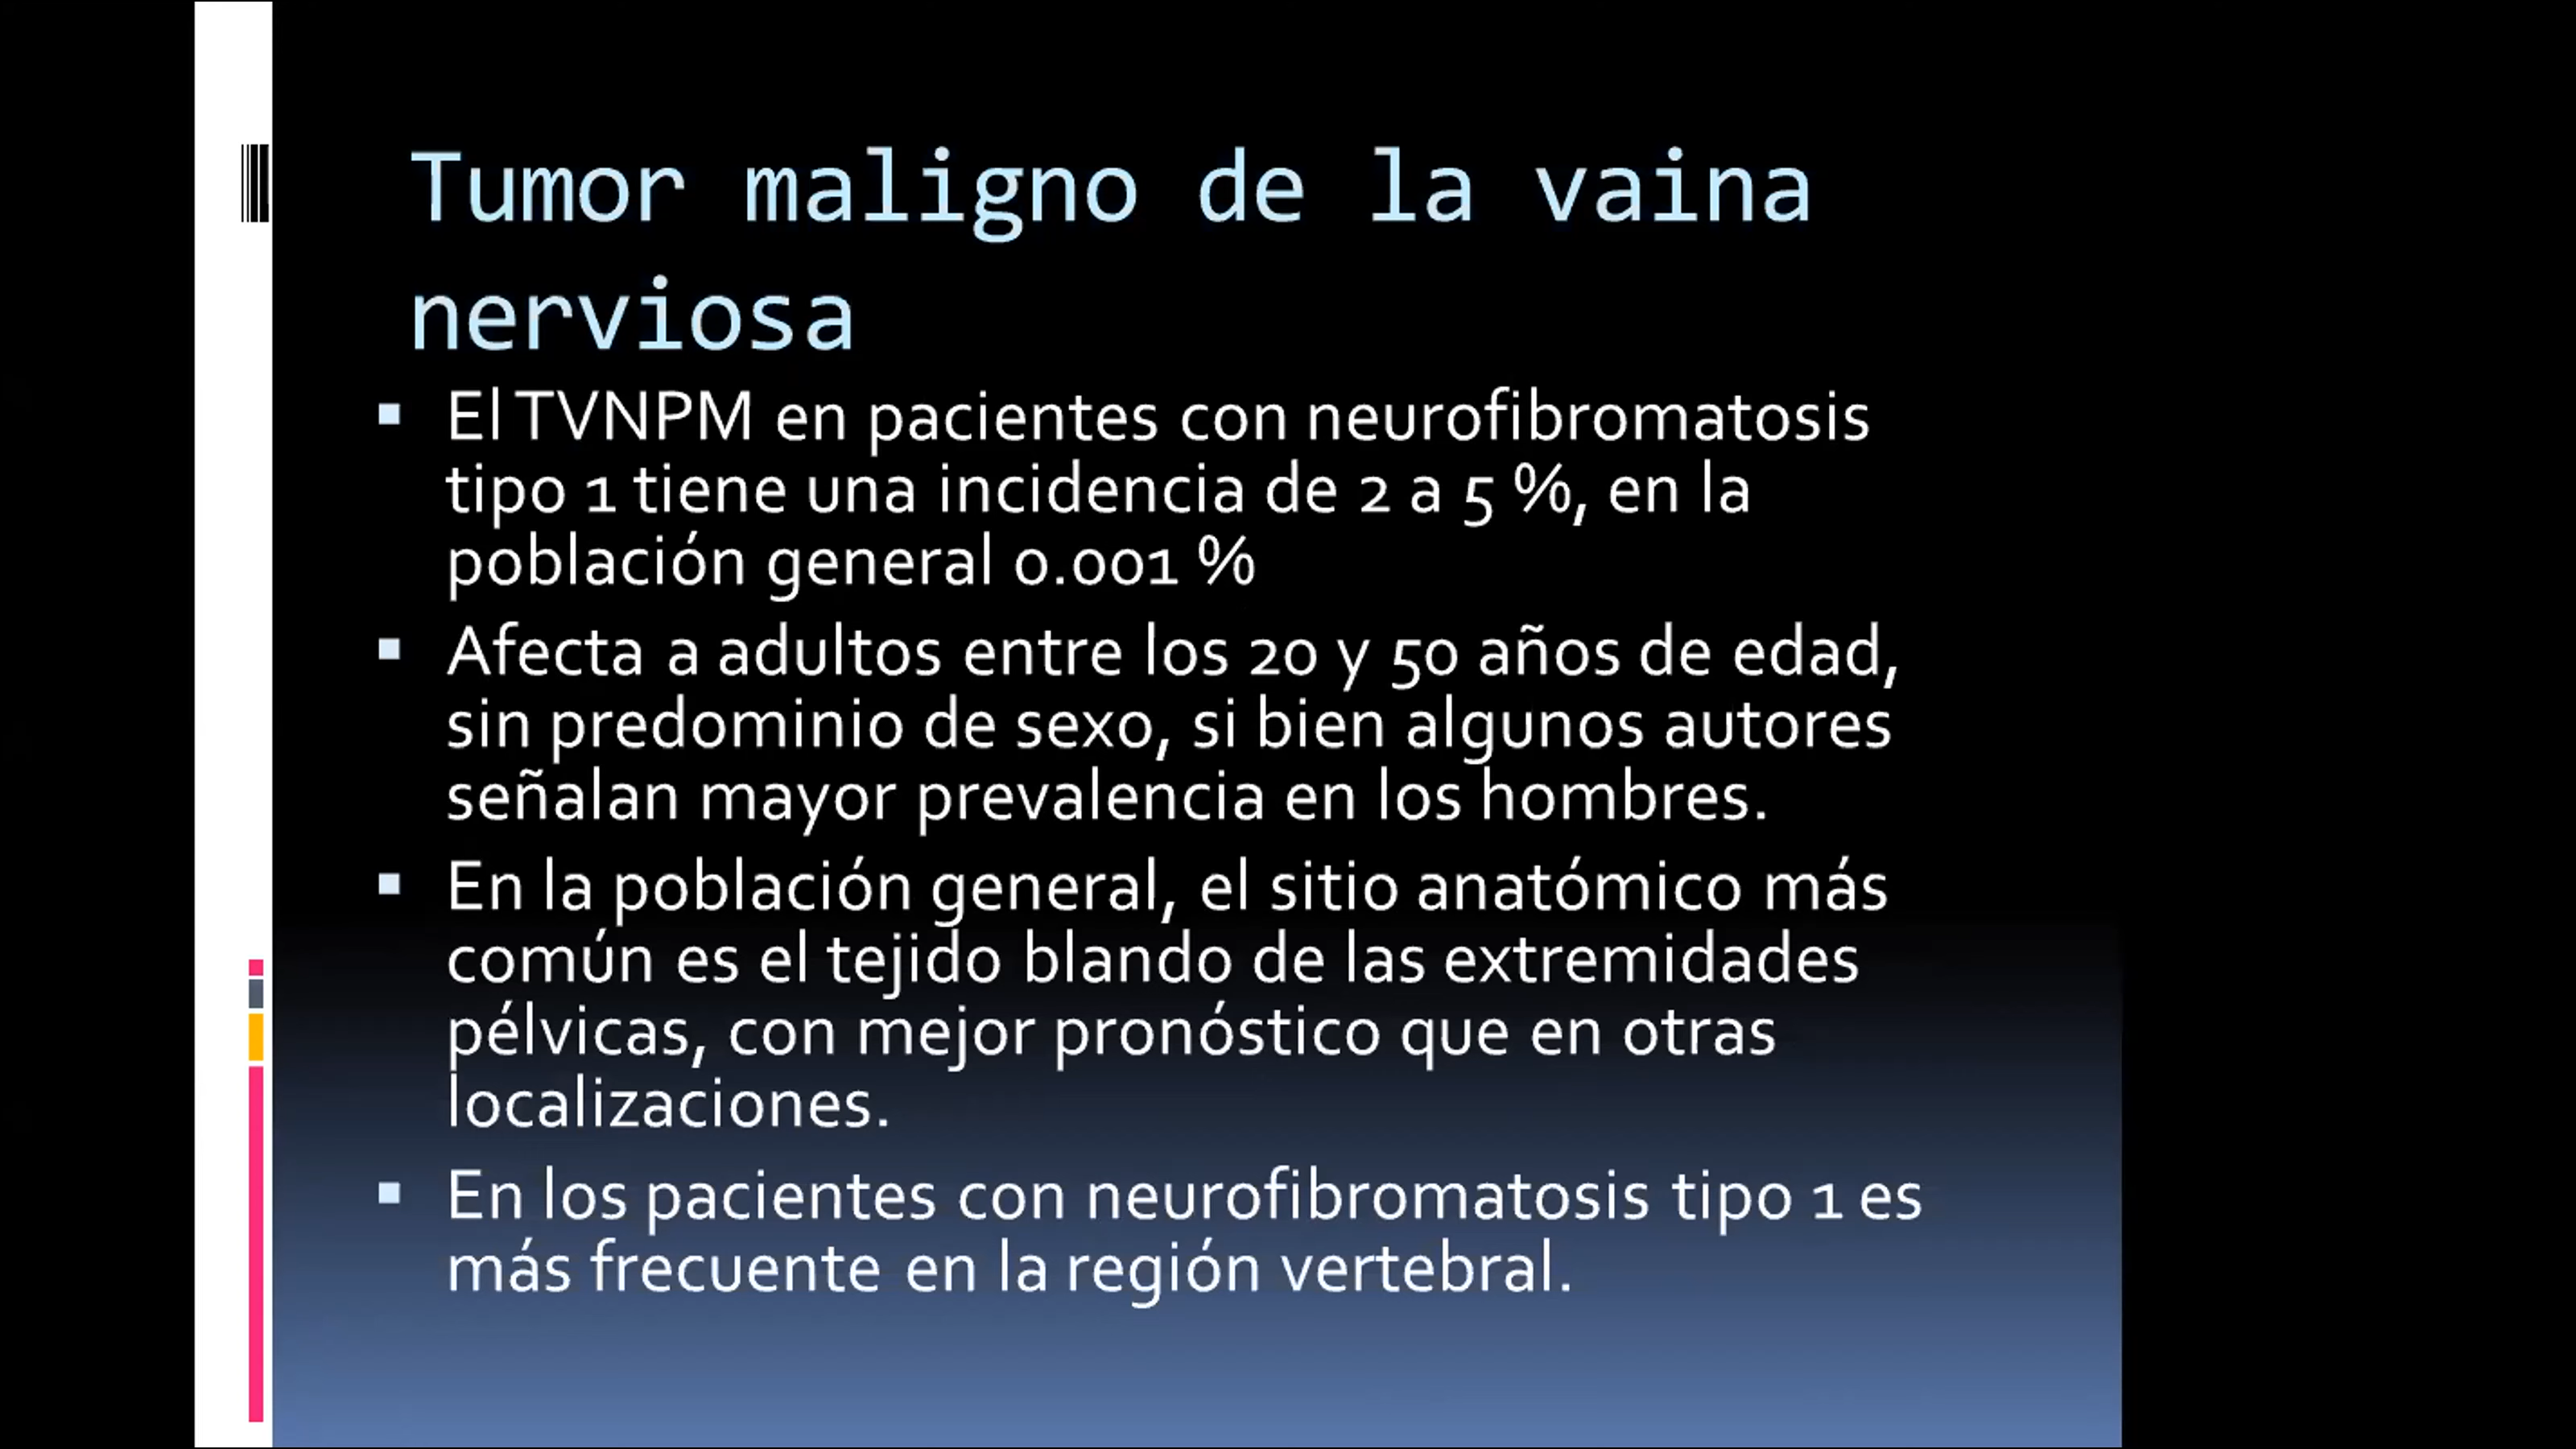 Tumor maligno de la vaina
nerviosa
▪ El TVNPM en pacientes con neurofibromatosis
tipo 1 tiene una incidencia de 2 a 5 %, en la
población general 0.001 %
▪ Afecta a adultos entre los 20 y 50 años de edad,
sin predominio de sexo, si bien algunos autores
señalan mayor prevalencia en los hombres.
▪ En la población general, el sitio anatómico más
común es el tejido blando de las extremidades
pélvicas, con mejor pronóstico que en otras
localizaciones.
▪ En los pacientes con neurofibromatosis tipo 1 es
más frecuente en la región vertebral.